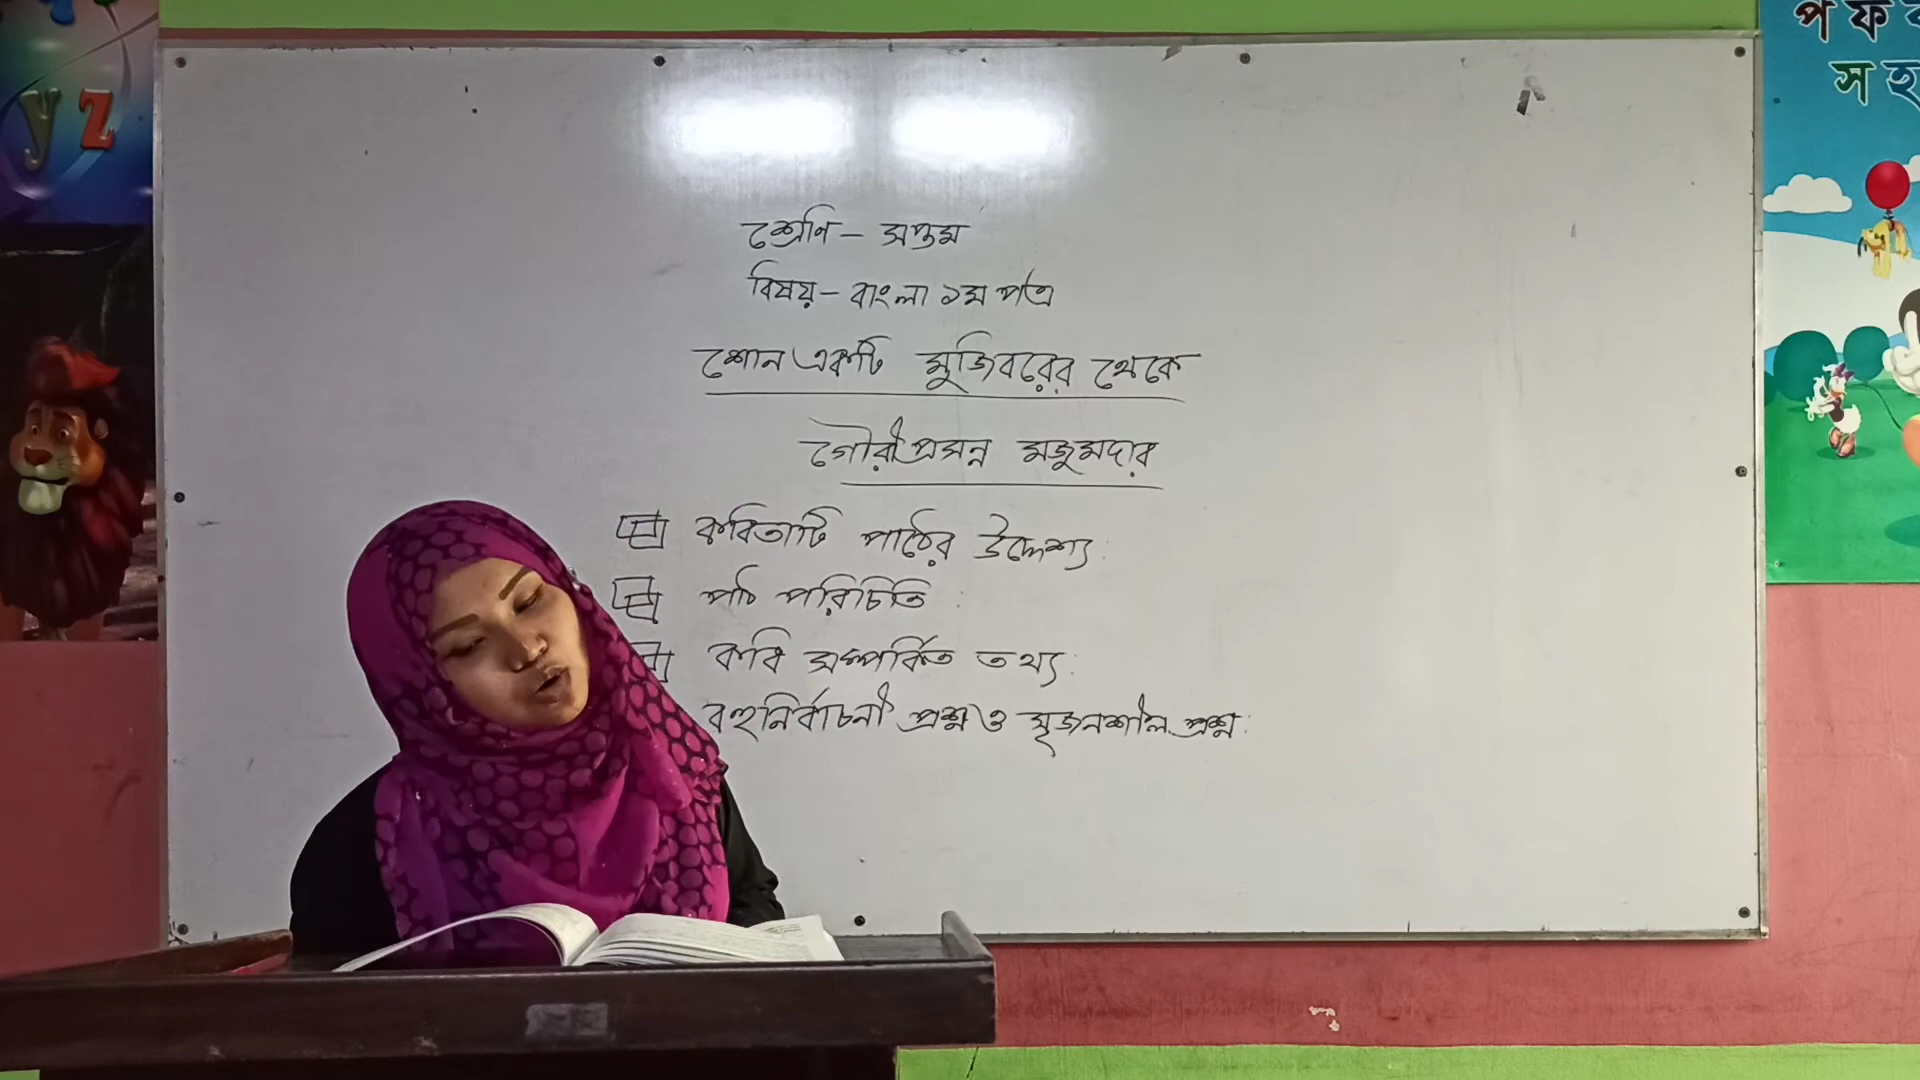 y z
প ফ
স হ
শ্রেণি - সপ্তম
বিষয় - বাংলা ১ম পত্র
শোন একটি মুজিবরের থেকে
গৌরীপ্রসন্ন মজুমদার
কবিতাটি পাঠের উদ্দেশ্য:
পাঠ পরিচিতি:
কবি সম্পর্কিত তথ্য:
বহুনির্বাচনী প্রশ্ন ও সৃজনশীল প্রশ্ন: